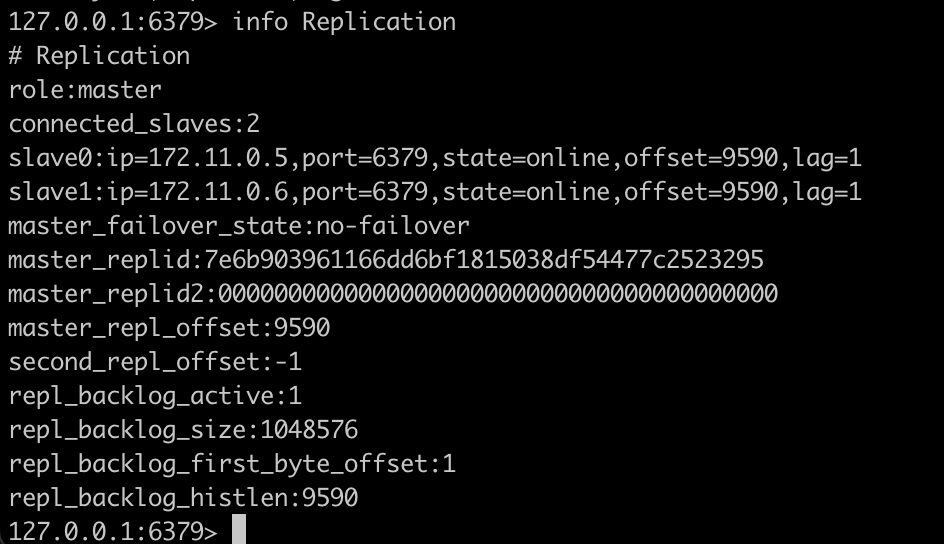 127.0.0.1:6379> info Replication
# Replication
role:master
connected_slaves:2
slave0:ip=172.11.0.5,port=6379,state=online,offset=9590,lag=1
slave1:ip=172.11.0.6,port=6379,state=online,offset=9590,lag=1
master_failover_state:no-failover
master_replid:7e6b903961166dd6bf1815038df54477c2523295
master_replid2:0000000000000000000000000000000000000000
master_repl_offset:9590
second_repl_offset:-1
repl_backlog_active:1
repl_backlog_size:1048576
repl_backlog_first_byte_offset:1
repl_backlog_histlen:9590
127.0.0.1:6379>